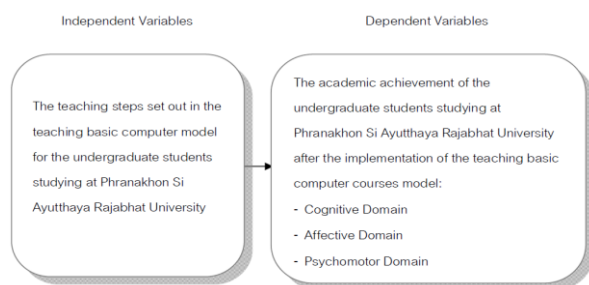 Independent Variables
Dependent Variables
The teaching steps set out in the
teaching basic computer model
for the undergraduate students
studying at Phranakhon Si
Ayutthaya Rajabhat University
The academic achievement of the
undergraduate students studying at
Phranakhon Si Ayutthaya Rajabhat University
after the implementation of the teaching basic
computer courses model:
- Cognitive Domain
- Affective Domain
- Psychomotor Domain